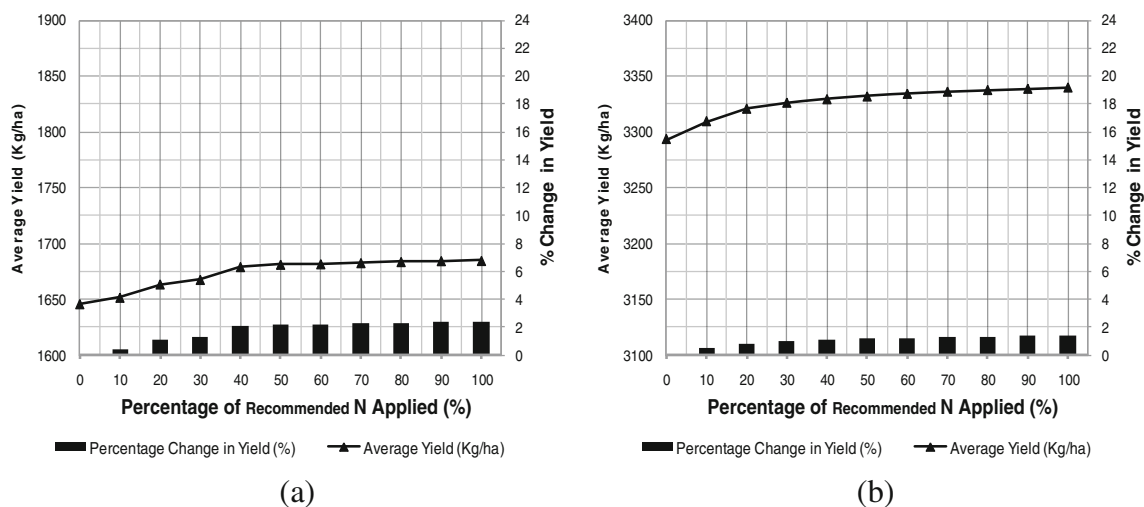 1900 24
1850 22
1800 20
1750 18
1700 16
1650 14
1600 12
10
8
6
4
2
0
Average Yield (Kg/ha)
% Change in Yield
0 10 20 30 40 50 60 70 80 90 100
Percentage of Recommended N Applied (%)
Percentage Change in Yield (%) Average Yield (Kg/ha)
(a)
3400 24
3350 22
3300 20
3250 18
3200 16
3150 14
3100 12
10
8
6
4
2
0
Average Yield (Kg/ha)
% Change in Yield
0 10 20 30 40 50 60 70 80 90 100
Percentage of Recommended N Applied (%)
Percentage Change in Yield (%) Average Yield (Kg/ha)
(b)